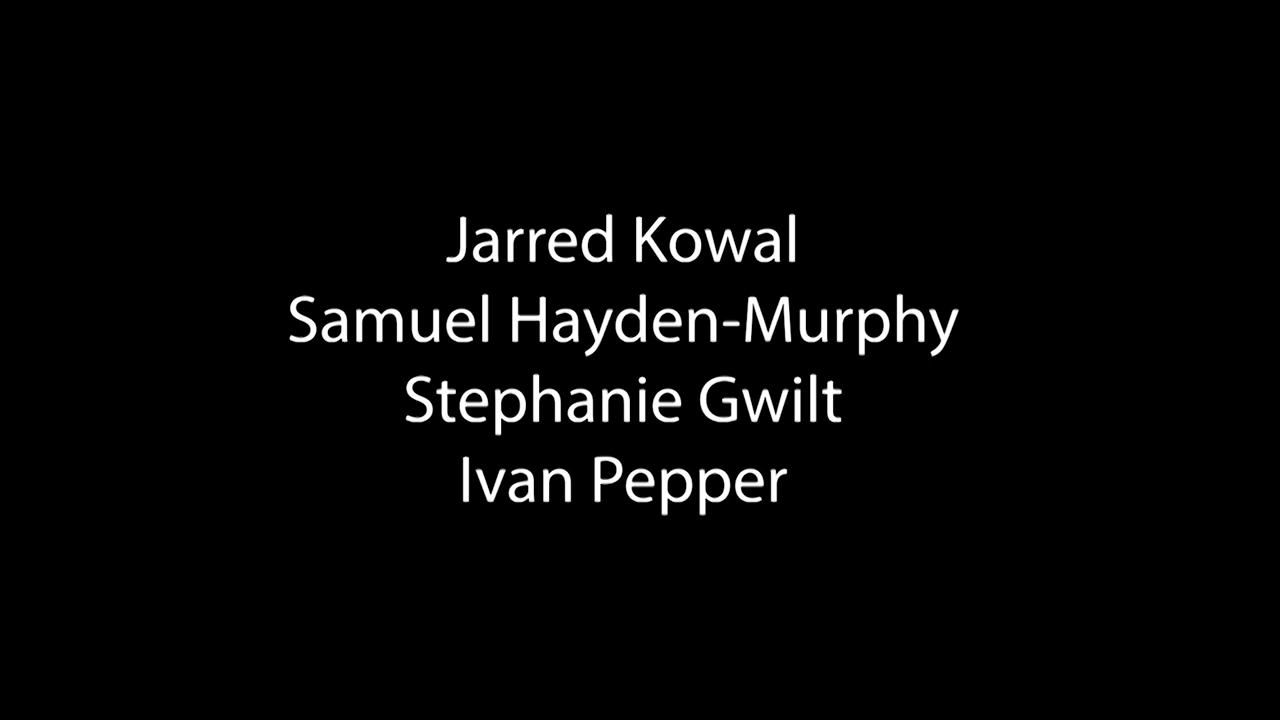 Jarred Kowal
Samuel Hayden-Murphy
Stephanie Gwilt
Ivan Pepper